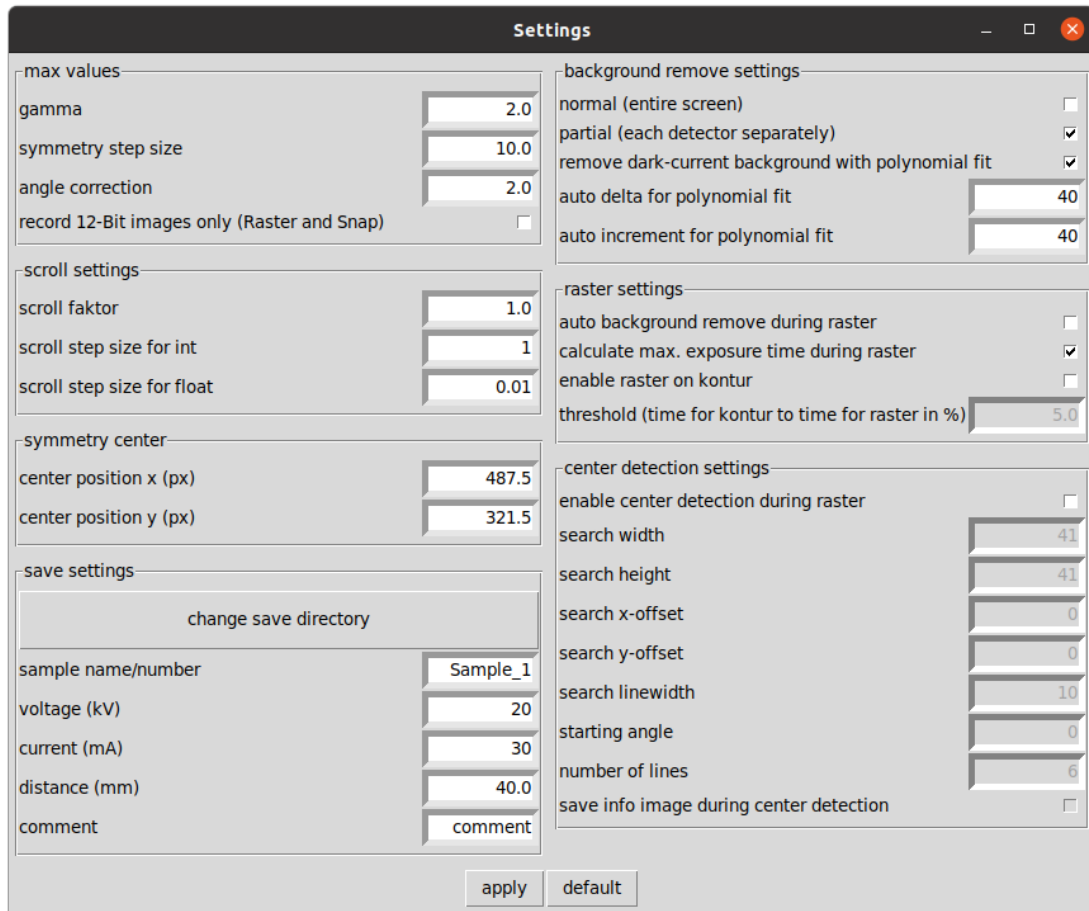 Settings
max values
gamma 2.0
symmetry step size 10.0
angle correction 2.0
record 12-Bit images only (Raster and Snap)
scroll settings
scroll faktor 1.0
scroll step size for int 1
scroll step size for float 0.01
symmetry center
center position x (px) 487.5
center position y (px) 321.5
save settings
change save directory
sample name/number Sample_1
voltage (kV) 20
current (mA) 30
distance (mm) 40.0
comment comment
background remove settings
normal (entire screen)
partial (each detector separately)
remove dark-current background with polynomial fit
auto delta for polynomial fit 40
auto increment for polynomial fit 40
raster settings
auto background remove during raster
calculate max. exposure time during raster
enable raster on kontur
threshold (time for kontur to time for raster in %) 5.0
center detection settings
enable center detection during raster
search width 41
search height 41
search x-offset 0
search y-offset 0
search linewidth 10
starting angle 0
number of lines 6
save info image during center detection
apply default